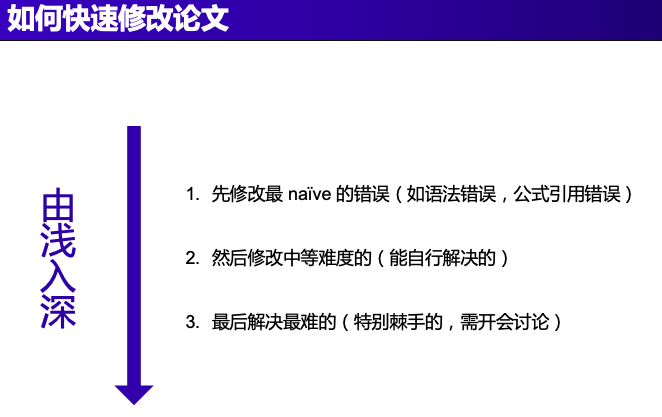 如何快速修改论文
由浅入深
1. 先修改最 naïve 的错误（如语法错误，公式引用错误）
2. 然后修改中等难度的（能自行解决的）
3. 最后解决最难的（特别棘手的，需开会讨论）